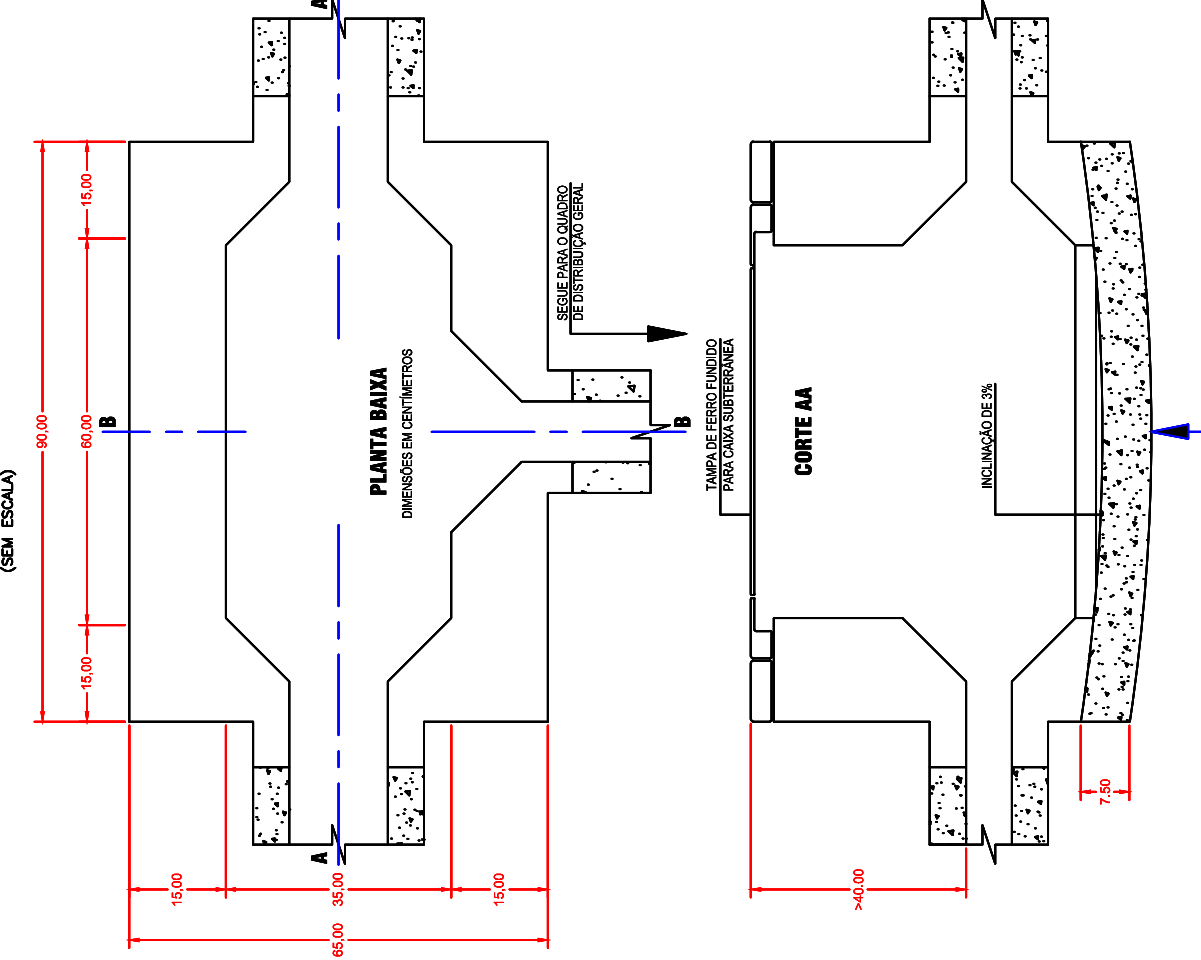 (SEM ESCALA)
90,00
15,00
60,00
15,00
B
A
PLANTA BAIXA
DIMENSÕES EM CENTÍMETROS
SEGUE PARA O QUADRO
DE DISTRIBUIÇÃO GERAL
A
B
15,00
35,00
15,00
65,00
TAMPA DE FERRO FUNDIDO
PARA CAIXA SUBTERRÂNEA
CORTE AA
INCLINAÇÃO DE 3%
>40.00
7.50